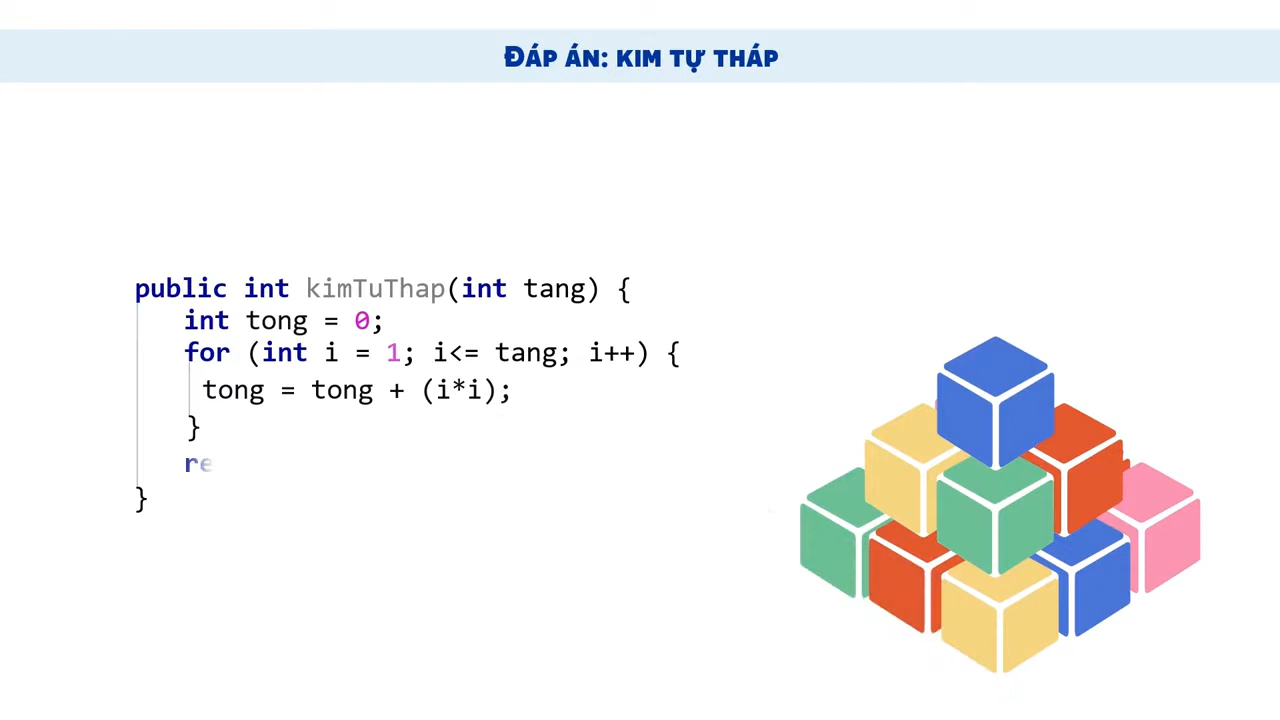 ĐÁP ÁN: KIM TỰ THÁP
public int kimTuThap(int tang) {
int tong = 0;
for (int i = 1; i<= tang; i++) {
tong = tong + (i*i);
}
re
}